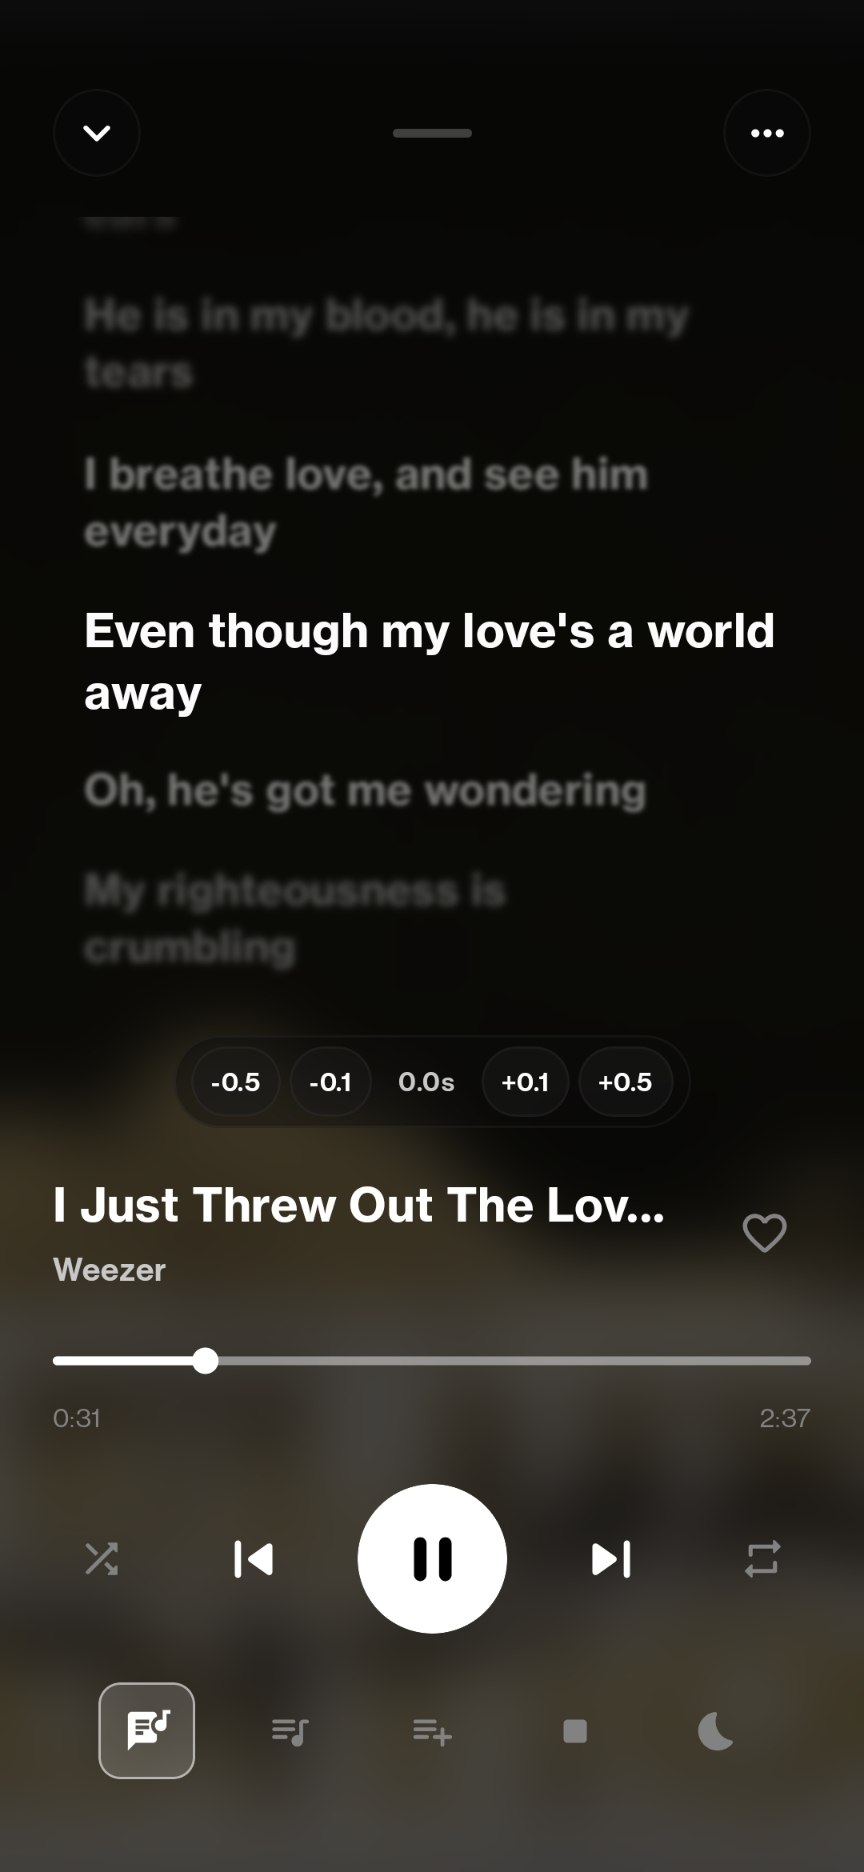 He is in my blood, he is in my
tears
I breathe love, and see him
everyday
Even though my love's a world
away
Oh, he's got me wondering
My righteousness is
crumbling
-0.5 -0.1 0.0s +0.1 +0.5
I Just Threw Out The Lov...
Weezer
0:31 2:37